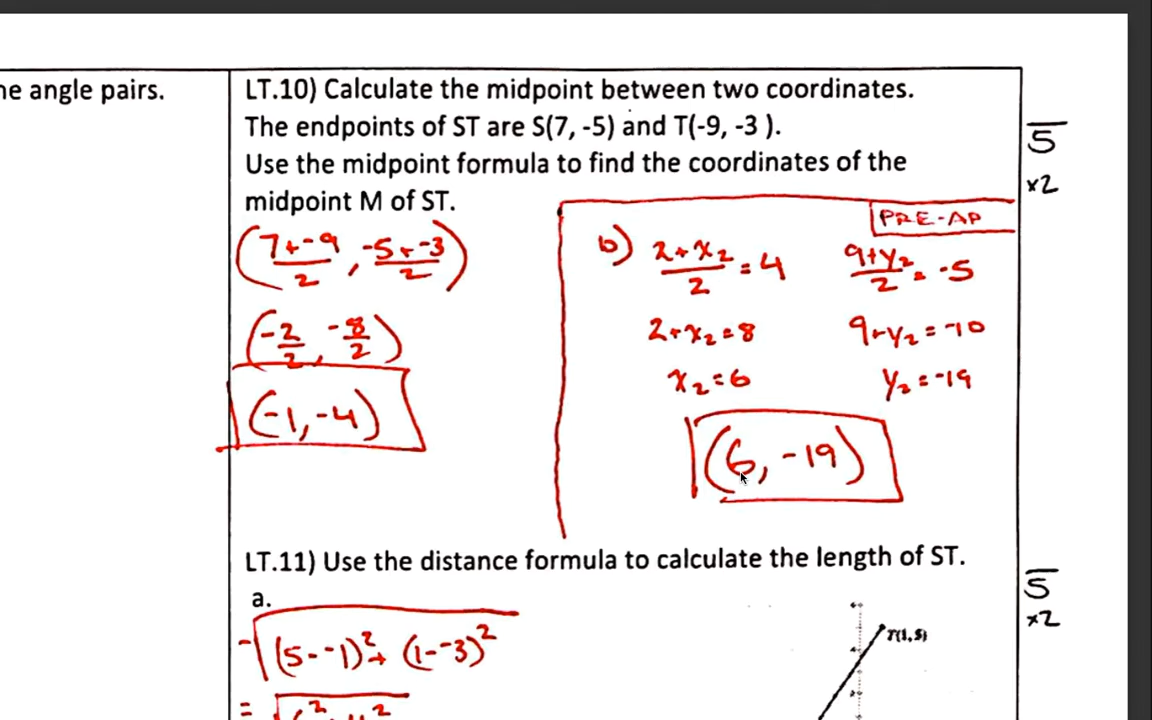 he angle pairs.
LT.10) Calculate the midpoint between two coordinates.
The endpoints of ST are S(7, -5) and T(-9, -3 ).
Use the midpoint formula to find the coordinates of the
midpoint M of ST.
5
x2
PRE-AP
(7+-9/2, -5+-3/2)
(-2/2, -8/2)
(-1, -4)
b) 2+x₂/2 = 4
2+x₂=8
x₂=6
9+y₂/2 = -5
9+y₂=-10
y₂=-19
(6, -19)
LT.11) Use the distance formula to calculate the length of ST.
5
x2
a.
√(5--1)²+(1--3)²
T(1,5)